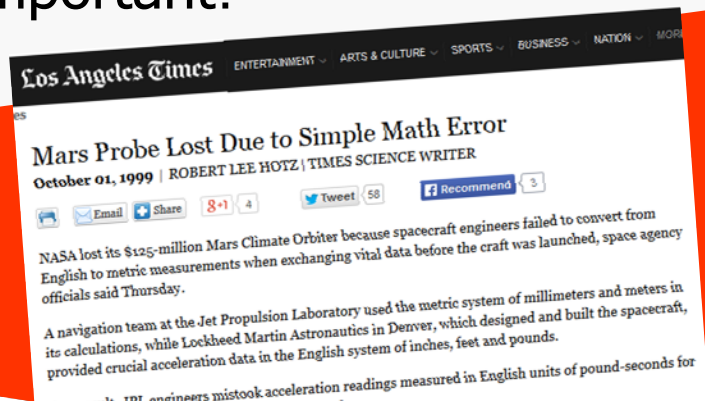 Los Angeles Times ENTERTAINMENT ARTS & CULTURE SPORTS BUSINESS NATION
es
Mars Probe Lost Due to Simple Math Error
October 01, 1999 | ROBERT LEE HOTZ | TIMES SCIENCE WRITER
Email Share 8+1 4 Tweet 58 Recommend 3
NASA lost its $125-million Mars Climate Orbiter because spacecraft engineers failed to convert from
English to metric measurements when exchanging vital data before the craft was launched, space agency
officials said Thursday.
A navigation team at the Jet Propulsion Laboratory used the metric system of millimeters and meters in
its calculations, while Lockheed Martin Astronautics in Denver, which designed and built the spacecraft,
provided crucial acceleration data in the English system of inches, feet and pounds.
JPL engineers mistook acceleration readings measured in English units of pound-seconds for